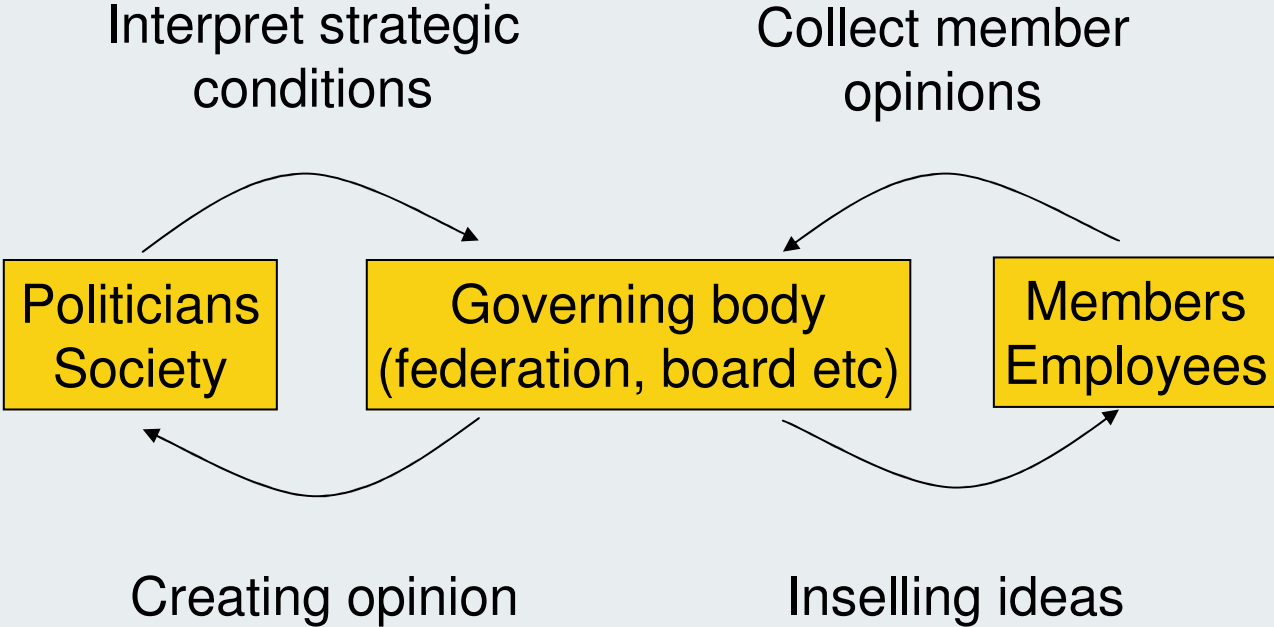 Interpret strategic
conditions
Collect member
opinions
Politicians
Society
Governing body
(federation, board etc)
Members
Employees
Creating opinion
Inselling ideas